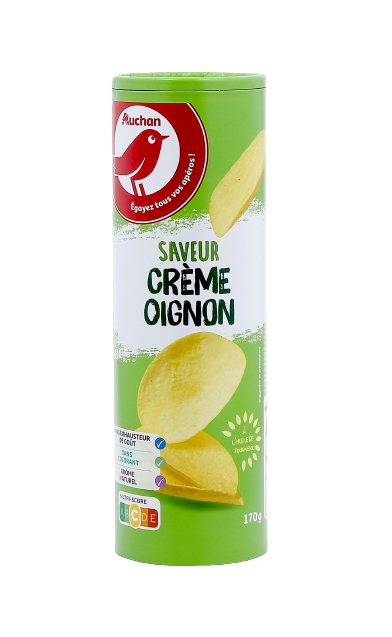 Auchan
Égayez tous vos apéros !
SAVEUR
CRÈME
OIGNON
À
L'HUILE DE
TOURNESOL
EXHAUSTEUR
DE GOÛT
SANS
COLORANT
ARÔME
NATUREL
NUTRI-SCORE
C D E
170g